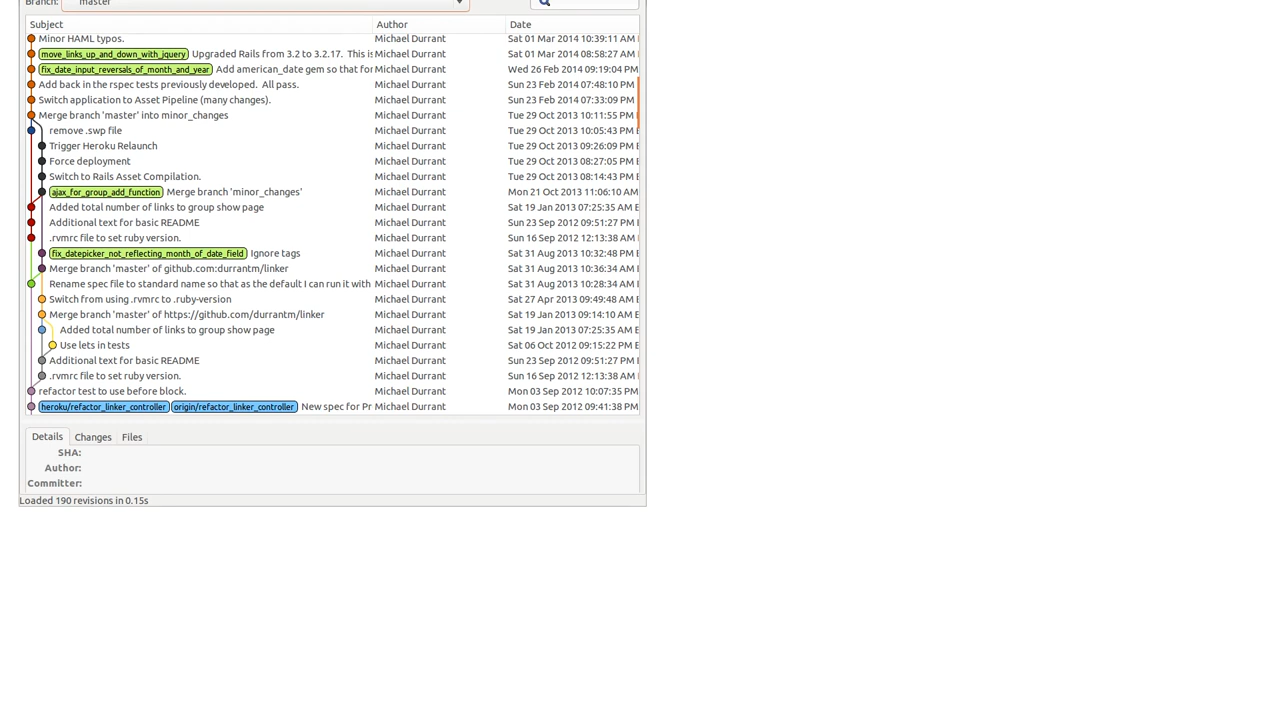 Branch: master
Subject Author Date
Minor HAML typos. Michael Durrant Sat 01 Mar 2014 10:39:11 AM
move_links_up_and_down_with_jquery Upgraded Rails from 3.2 to 3.2.17. This is Michael Durrant Sat 01 Mar 2014 08:58:27 AM
fix_date_input_reversals_of_month_and_year Add american_date gem so that for Michael Durrant Wed 26 Feb 2014 09:19:04 PM
Add back in the rspec tests previously developed. All pass. Michael Durrant Sun 23 Feb 2014 07:48:10 PM
Switch application to Asset Pipeline (many changes). Michael Durrant Sun 23 Feb 2014 07:33:09 PM
Merge branch 'master' into minor_changes Michael Durrant Tue 29 Oct 2013 10:11:55 PM
remove .swp file Michael Durrant Tue 29 Oct 2013 10:05:43 PM
Trigger Heroku Relaunch Michael Durrant Tue 29 Oct 2013 09:26:09 PM
Force deployment Michael Durrant Tue 29 Oct 2013 08:27:05 PM
Switch to Rails Asset Compilation. Michael Durrant Tue 29 Oct 2013 08:14:43 PM
ajax_for_group_add_function Merge branch 'minor_changes' Michael Durrant Mon 21 Oct 2013 11:06:10 AM
Added total number of links to group show page Michael Durrant Sat 19 Jan 2013 07:25:35 AM E
Additional text for basic README Michael Durrant Sun 23 Sep 2012 09:51:27 PM
.rvmrc file to set ruby version. Michael Durrant Sun 16 Sep 2012 12:13:38 AM
fix_datepicker_not_reflecting_month_of_date_field Ignore tags Michael Durrant Sat 31 Aug 2013 10:32:48 PM
Merge branch 'master' of github.com:durrantm/linker Michael Durrant Sat 31 Aug 2013 10:36:34 AM
Rename spec file to standard name so that as the default I can run it with Michael Durrant Sat 31 Aug 2013 10:28:34 AM
Switch from using .rvmrc to .ruby-version Michael Durrant Sat 27 Apr 2013 09:49:48 AM E
Merge branch 'master' of https://github.com/durrantm/linker Michael Durrant Sat 19 Jan 2013 09:14:10 AM E
Added total number of links to group show page Michael Durrant Sat 19 Jan 2013 07:25:35 AM E
Use lets in tests Michael Durrant Sat 06 Oct 2012 09:15:22 PM E
Additional text for basic README Michael Durrant Sun 23 Sep 2012 09:51:27 PM
.rvmrc file to set ruby version. Michael Durrant Sun 16 Sep 2012 12:13:38 AM
refactor test to use before block. Michael Durrant Mon 03 Sep 2012 10:07:35 PM
heroku/refactor_linker_controller origin/refactor_linker_controller New spec for Pr Michael Durrant Mon 03 Sep 2012 09:41:38 PM
Details Changes Files
SHA:
Author:
Committer:
Loaded 190 revisions in 0.15s